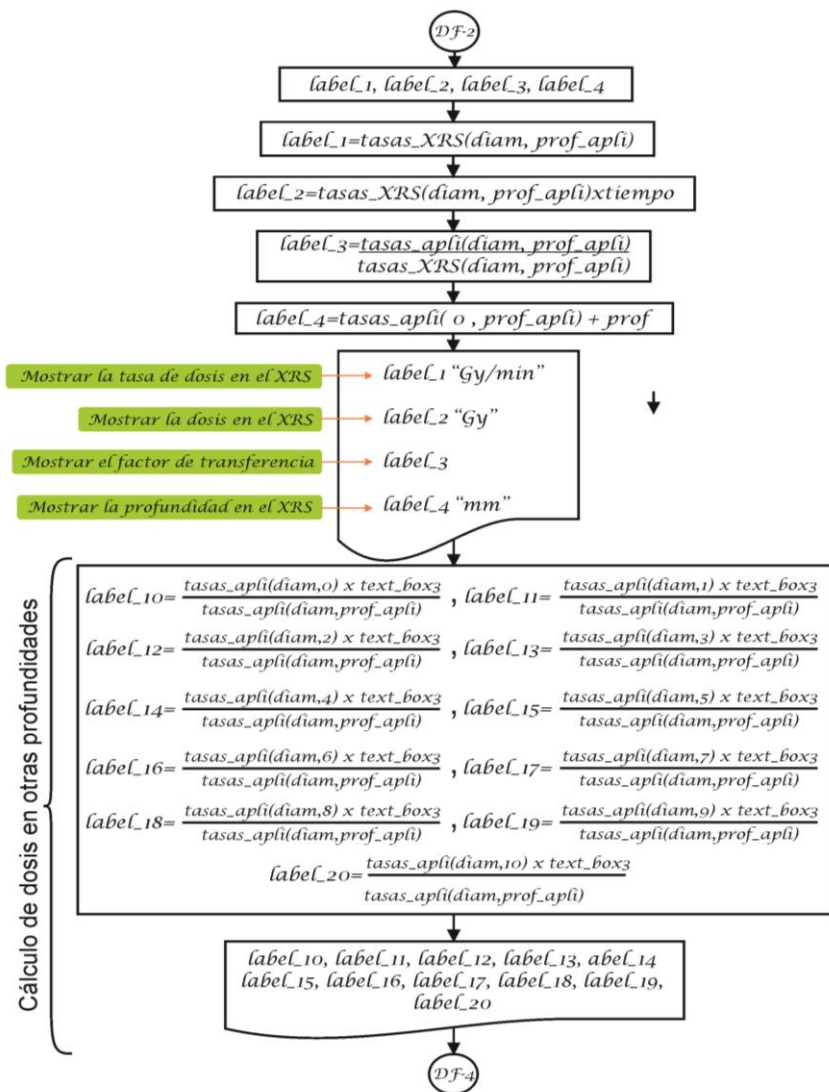 DF-2
label_1, label_2, label_3, label_4
label_1=tasas_XRS(diam, prof_apli)
label_2=tasas_XRS(diam, prof_apli)xtiempo
label_3=tasas_apli(diam, prof_apli)
tasas_XRS(diam, prof_apli)
label_4=tasas_apli( 0 , prof_apli) + prof
Mostrar la tasa de dosis en el XRS label_1 “Gy/min”
Mostrar la dosis en el XRS label_2 “Gy”
Mostrar el factor de transferencia label_3
Mostrar la profundidad en el XRS label_4 “mm”
Cálculo de dosis en otras profundidades
label_10= tasas_apli(diam,0) x text_box3 , label_11= tasas_apli(diam,1) x text_box3
tasas_apli(diam,prof_apli) tasas_apli(diam,prof_apli)
label_12= tasas_apli(diam,2) x text_box3 , label_13= tasas_apli(diam,3) x text_box3
tasas_apli(diam,prof_apli) tasas_apli(diam,prof_apli)
label_14= tasas_apli(diam,4) x text_box3 , label_15= tasas_apli(diam,5) x text_box3
tasas_apli(diam,prof_apli) tasas_apli(diam,prof_apli)
label_16= tasas_apli(diam,6) x text_box3 , label_17= tasas_apli(diam,7) x text_box3
tasas_apli(diam,prof_apli) tasas_apli(diam,prof_apli)
label_18= tasas_apli(diam,8) x text_box3 , label_19= tasas_apli(diam,9) x text_box3
tasas_apli(diam,prof_apli) tasas_apli(diam,prof_apli)
label_20= tasas_apli(diam,10) x text_box3
tasas_apli(diam,prof_apli)
label_10, label_11, label_12, label_13, abel_14
label_15, label_16, label_17, label_18, label_19,
label_20
DF-4